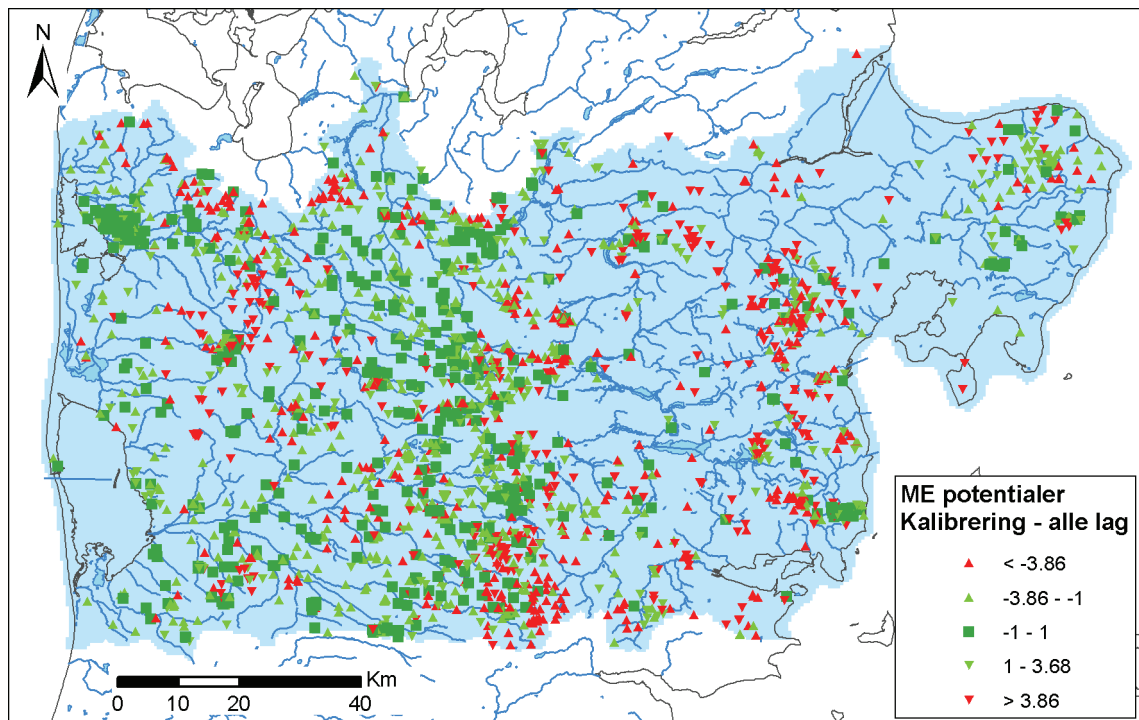 N
ME potentialer
Kalibrering - alle lag
< -3.86
-3.86 - -1
-1 - 1
1 - 3.68
> 3.86
Km
0 10 20 40